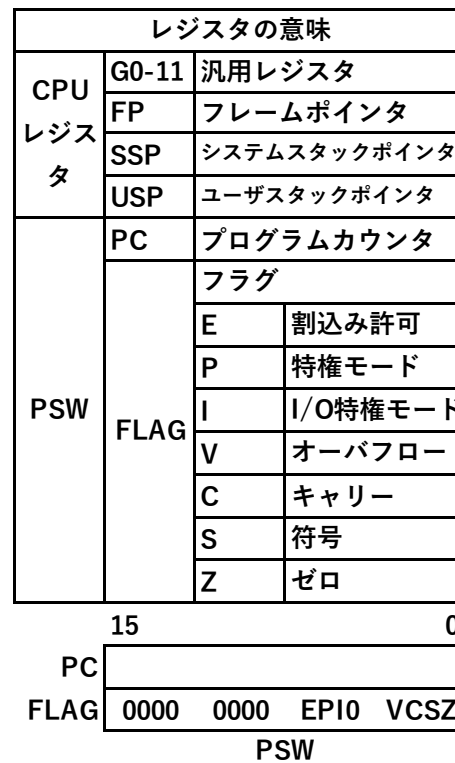 レジスタの意味
CPU
レジス
タ
G0-11 汎用レジスタ
FP フレームポインタ
SSP システムスタックポインタ
USP ユーザスタックポインタ
PSW
PC プログラムカウンタ
FLAG
フラグ
E 割込み許可
P 特権モード
I I/O特権モード
V オーバフロー
C キャリー
S 符号
Z ゼロ
15 0
PC
FLAG 0000 0000 EPI0 VCSZ
PSW